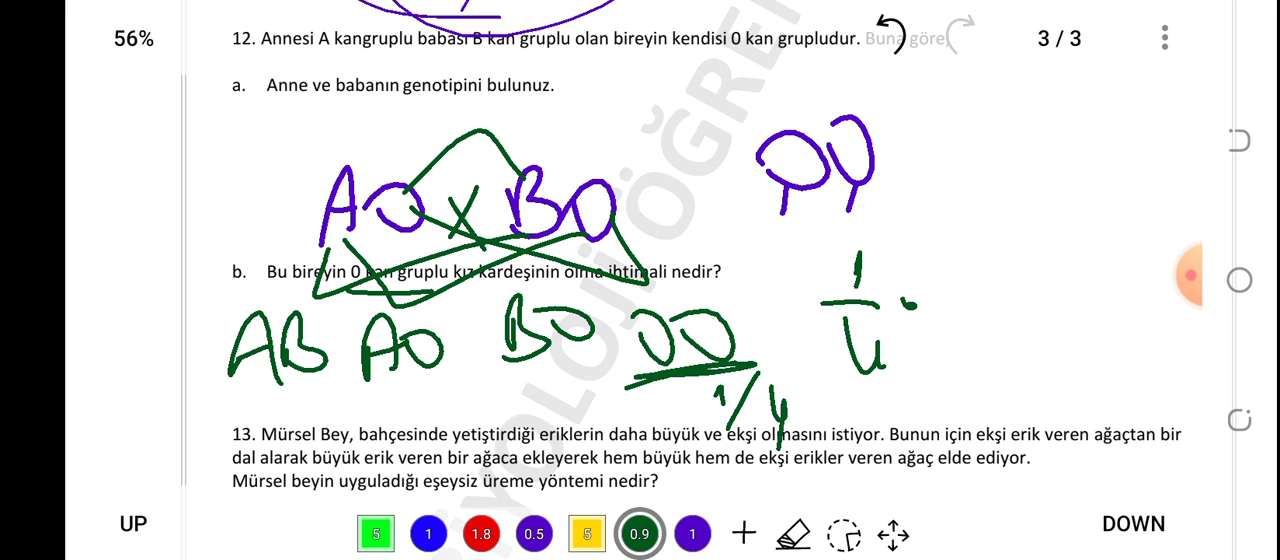 56%
12. Annesi A kangruplu babası B kan gruplu olan bireyin kendisi 0 kan grupludur. Buna göre,
3 / 3
a. Anne ve babanın genotipini bulunuz.
OO
AO x BO
b. Bu bireyin 0 kan gruplu kız kardeşinin olma ihtimali nedir?
1/4 .
AB AO BO OO
1/4
13. Mürsel Bey, bahçesinde yetiştirdiği eriklerin daha büyük ve ekşi olmasını istiyor. Bunun için ekşi erik veren ağaçtan bir
dal alarak büyük erik veren bir ağaca ekleyerek hem büyük hem de ekşi erikler veren ağaç elde ediyor.
Mürsel beyin uyguladığı eşeysiz üreme yöntemi nedir?
BİYOLOJİ ÖĞRE
UP
5 1 1.8 0.5 5 0.9 1
DOWN